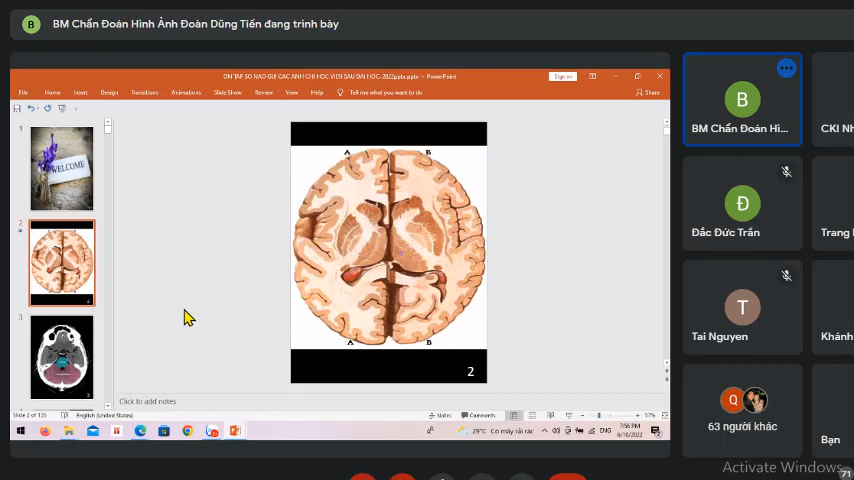 B
BM Chẩn Đoán Hình Ảnh Đoàn Dũng Tiến đang trình bày
ON TAP SO NAO GUI CAC ANH CHI HOC VIEN SAU DAI HOC- 2022.pptx.pptx - PowerPoint
Sign in
File Home Insert Design Transitions Animations Slide Show Review View Help Tell me what you want to do
Share
1
WELCOME
2
3
A B
A B
2
Click to add notes
Slide 2 of 135 English (United States)
Notes Comments
57%
29°C Có mây rải rác
ENG
7:56 PM
6/10/2022
B
BM Chẩn Đoán Hì...
CKI Nh
Đ
Đắc Đức Trần
Trang
T
Tai Nguyen
Khánh
Q
63 người khác
Bạn
Activate Windows
71